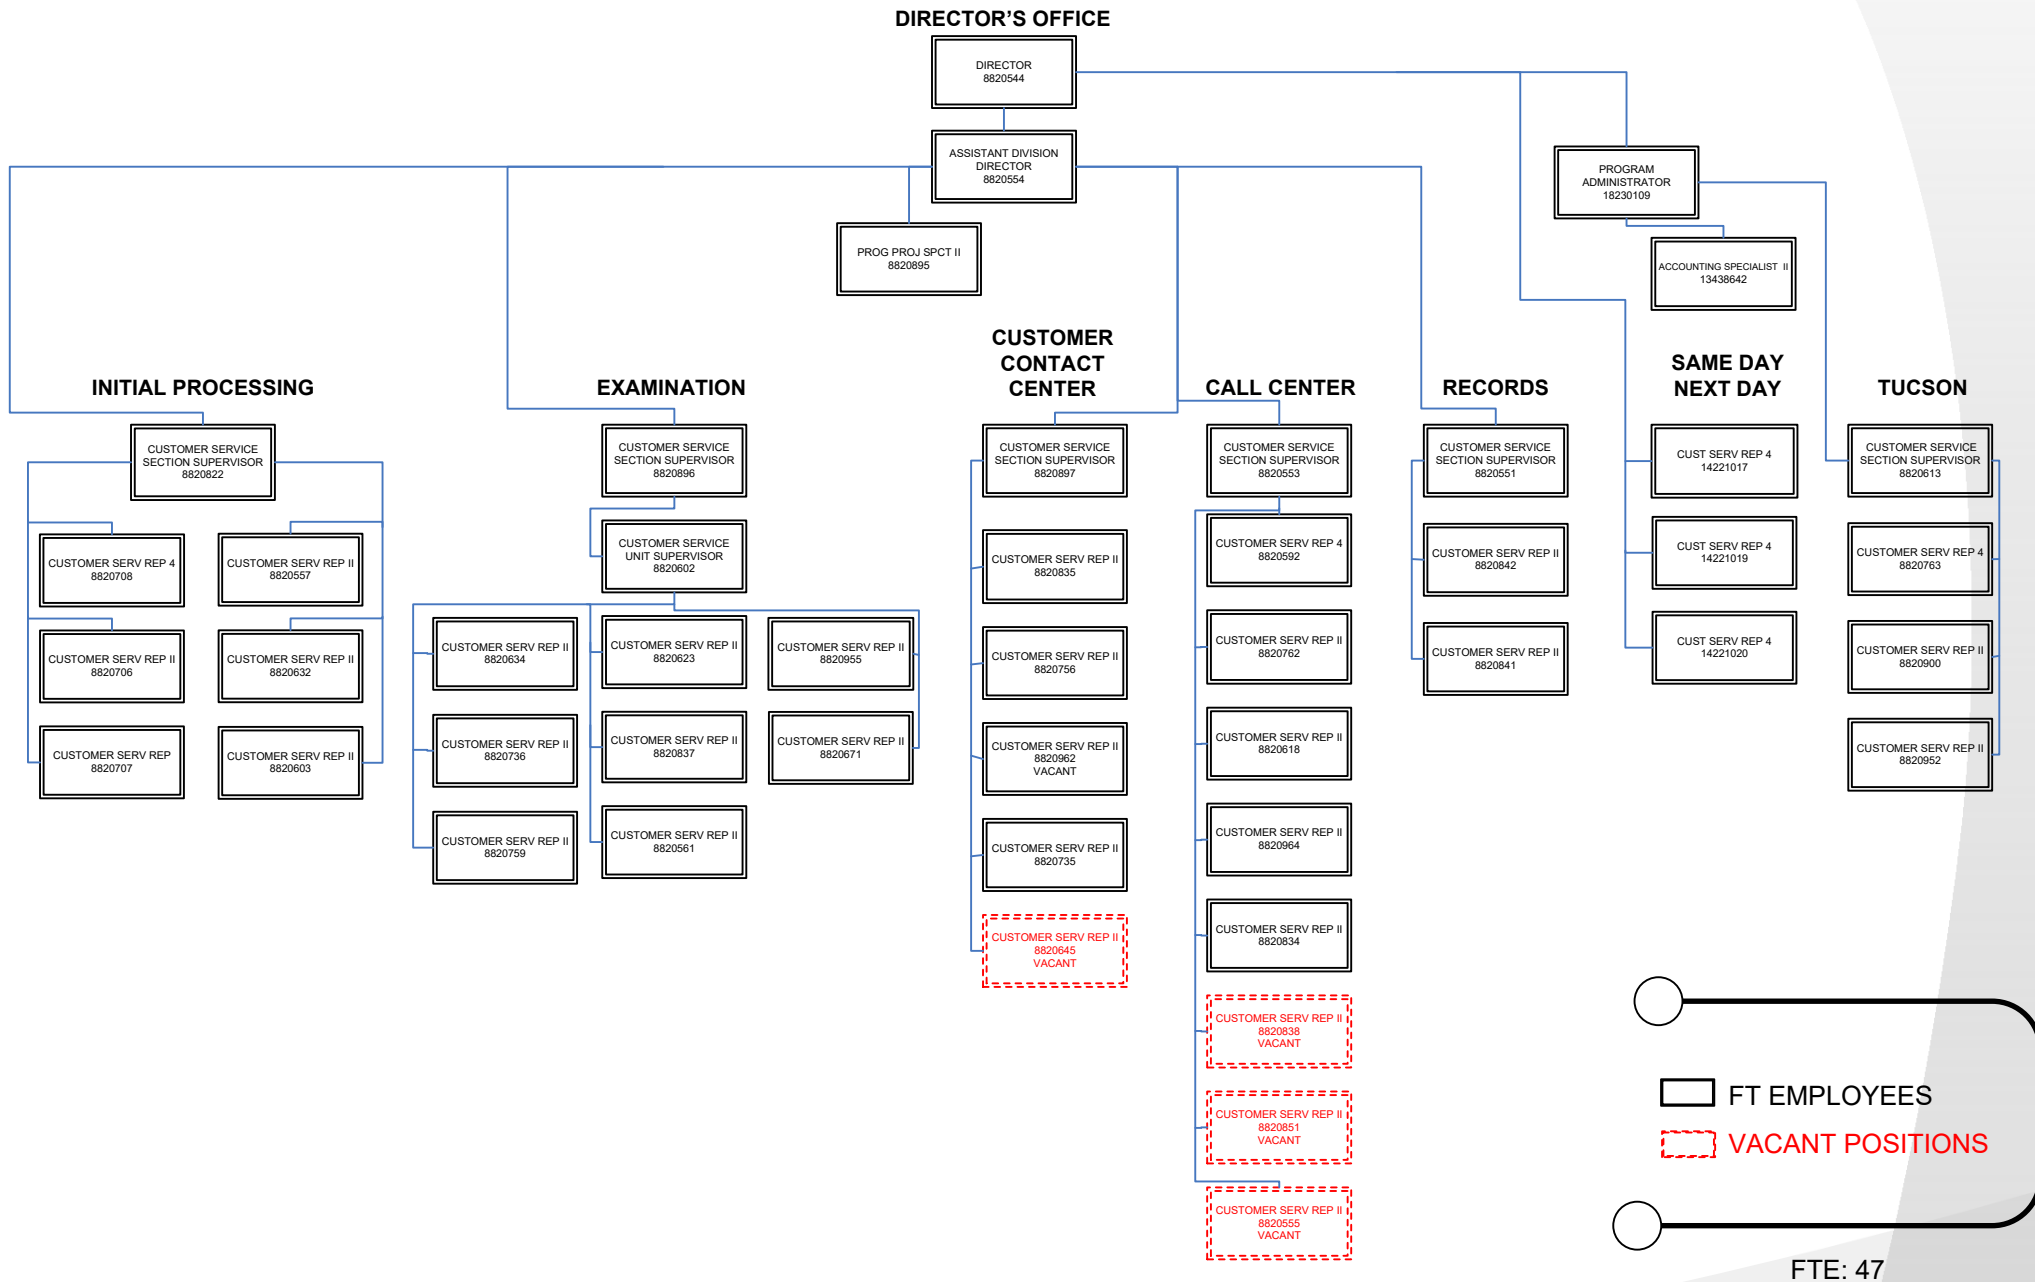 DIRECTOR’S OFFICE
DIRECTOR
8820544
ASSISTANT DIVISION
DIRECTOR
8820554
PROG PROJ SPCT II
8820895
PROGRAM
ADMINISTRATOR
18230109
ACCOUNTING SPECIALIST II
13438642
INITIAL PROCESSING
CUSTOMER SERVICE
SECTION SUPERVISOR
8820822
CUSTOMER SERV REP 4
8820708
CUSTOMER SERV REP II
8820557
CUSTOMER SERV REP II
8820706
CUSTOMER SERV REP II
8820632
CUSTOMER SERV REP
8820707
CUSTOMER SERV REP II
8820603
EXAMINATION
CUSTOMER SERVICE
SECTION SUPERVISOR
8820896
CUSTOMER SERVICE
UNIT SUPERVISOR
8820602
CUSTOMER SERV REP II
8820634
CUSTOMER SERV REP II
8820623
CUSTOMER SERV REP II
8820955
CUSTOMER SERV REP II
8820736
CUSTOMER SERV REP II
8820837
CUSTOMER SERV REP II
8820671
CUSTOMER SERV REP II
8820759
CUSTOMER SERV REP II
8820561
CUSTOMER
CONTACT
CENTER
CUSTOMER SERVICE
SECTION SUPERVISOR
8820897
CUSTOMER SERV REP II
8820835
CUSTOMER SERV REP II
8820756
CUSTOMER SERV REP II
8820962
VACANT
CUSTOMER SERV REP II
8820735
CUSTOMER SERV REP II
8820645
VACANT
CALL CENTER
CUSTOMER SERVICE
SECTION SUPERVISOR
8820553
CUSTOMER SERV REP 4
8820592
CUSTOMER SERV REP II
8820762
CUSTOMER SERV REP II
8820618
CUSTOMER SERV REP II
8820964
CUSTOMER SERV REP II
8820834
CUSTOMER SERV REP II
8820838
VACANT
CUSTOMER SERV REP II
8820851
VACANT
CUSTOMER SERV REP II
8820555
VACANT
RECORDS
CUSTOMER SERVICE
SECTION SUPERVISOR
8820551
CUSTOMER SERV REP II
8820842
CUSTOMER SERV REP II
8820841
SAME DAY
NEXT DAY
CUST SERV REP 4
14221017
CUST SERV REP 4
14221019
CUST SERV REP 4
14221020
TUCSON
CUSTOMER SERVICE
SECTION SUPERVISOR
8820613
CUSTOMER SERV REP 4
8820763
CUSTOMER SERV REP II
8820900
CUSTOMER SERV REP II
8820952
FT EMPLOYEES
VACANT POSITIONS
FTE: 47